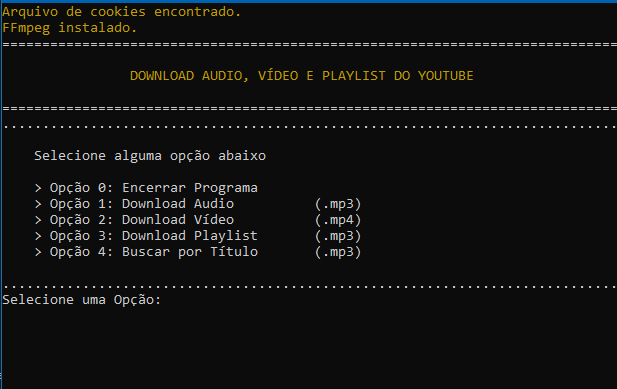 Arquivo de cookies encontrado.
FFmpeg instalado.
================================================================================
DOWNLOAD AUDIO, VÍDEO E PLAYLIST DO YOUTUBE
================================================================================
................................................................................
Selecione alguma opção abaixo
> Opção 0: Encerrar Programa
> Opção 1: Download Audio (.mp3)
> Opção 2: Download Vídeo (.mp4)
> Opção 3: Download Playlist (.mp3)
> Opção 4: Buscar por Título (.mp3)
................................................................................
Selecione uma Opção: